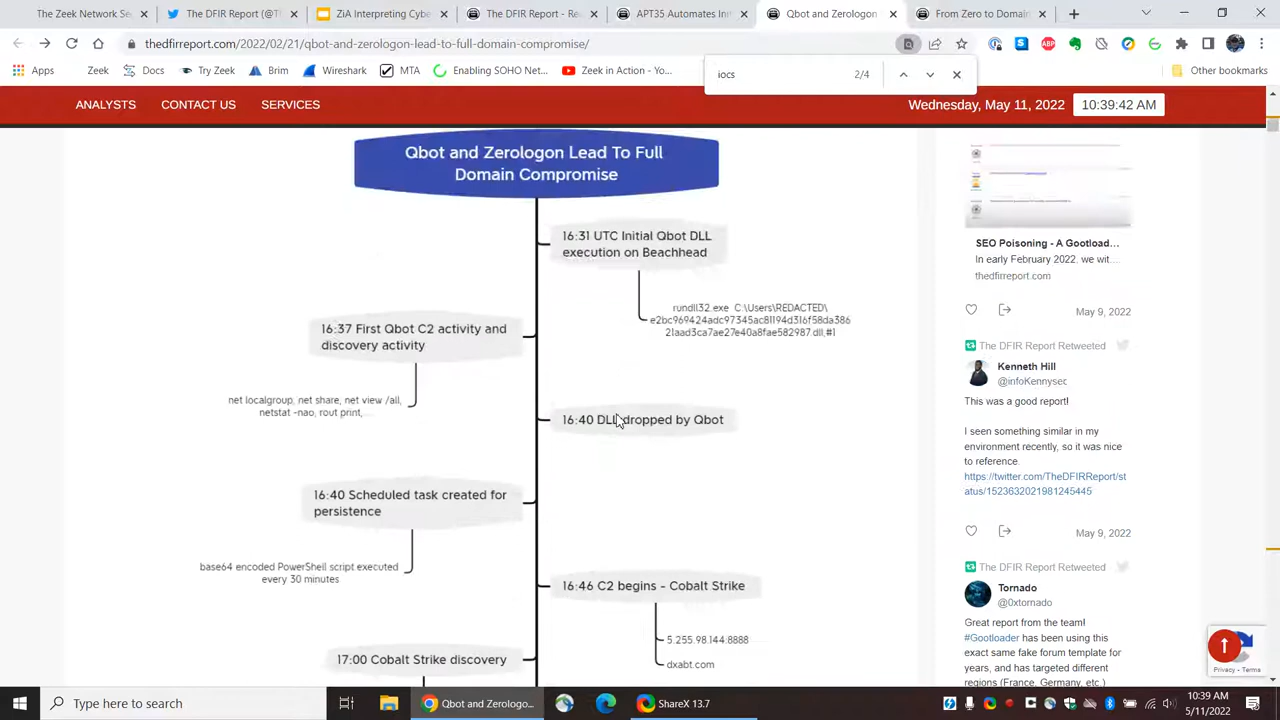 The Zeek Dat
The DFIR Report (@T
ZiA Interpreting Cybe
The DFIR Report - Re
APT35 Automates Init
Qbot and Zerologon
From Zero to Domain
thedfirreport.com/2022/02/21/qbot-and-zerologon-lead-to-full-domain-compromise/
Apps
Zeek
Docs
Try Zeek
Brim
Wireshark
MTA
Enabling SOHO Net...
Zeek in Action - Yo...
Other bookmarks
iocs
2/4
ANALYSTS
CONTACT US
SERVICES
Wednesday, May 11, 2022
10:39:42 AM
Qbot and Zerologon Lead To Full
Domain Compromise
16:31 UTC Initial Qbot DLL
execution on Beachhead
rundll32.exe C:\Users\REDACTED\
e2bc969424adc97345ac81194d316f58da386
21aad3ca7ae27e40a8fae582987.dll,#1
16:37 First Qbot C2 activity and
discovery activity
net localgroup, net share, net view /all,
netstat -nao, rout print,...
16:40 DLL dropped by Qbot
16:40 Scheduled task created for
persistence
base64 encoded PowerShell script executed
every 30 minutes
16:46 C2 begins - Cobalt Strike
5.255.98.144:8888
dxabt.com
17:00 Cobalt Strike discovery
SEO Poisoning - A Gootload...
In early February 2022, we wit...
thedfirreport.com
May 9, 2022
The DFIR Report Retweeted
Kenneth Hill
@infoKennysec
This was a good report!
I seen something similar in my
environment recently, so it was nice
to reference.
https://twitter.com/TheDFIRReport/st
atus/1523632021981245445
May 9, 2022
The DFIR Report Retweeted
Tornado
@0xtornado
Great report from the team!
#Gootloader has been using this
exact same fake forum template for
years, and has targeted different
regions (France, Germany, etc.)
Privacy - Terms
Type here to search
Qbot and Zerologo...
ShareX 13.7
10:39 AM
5/11/2022